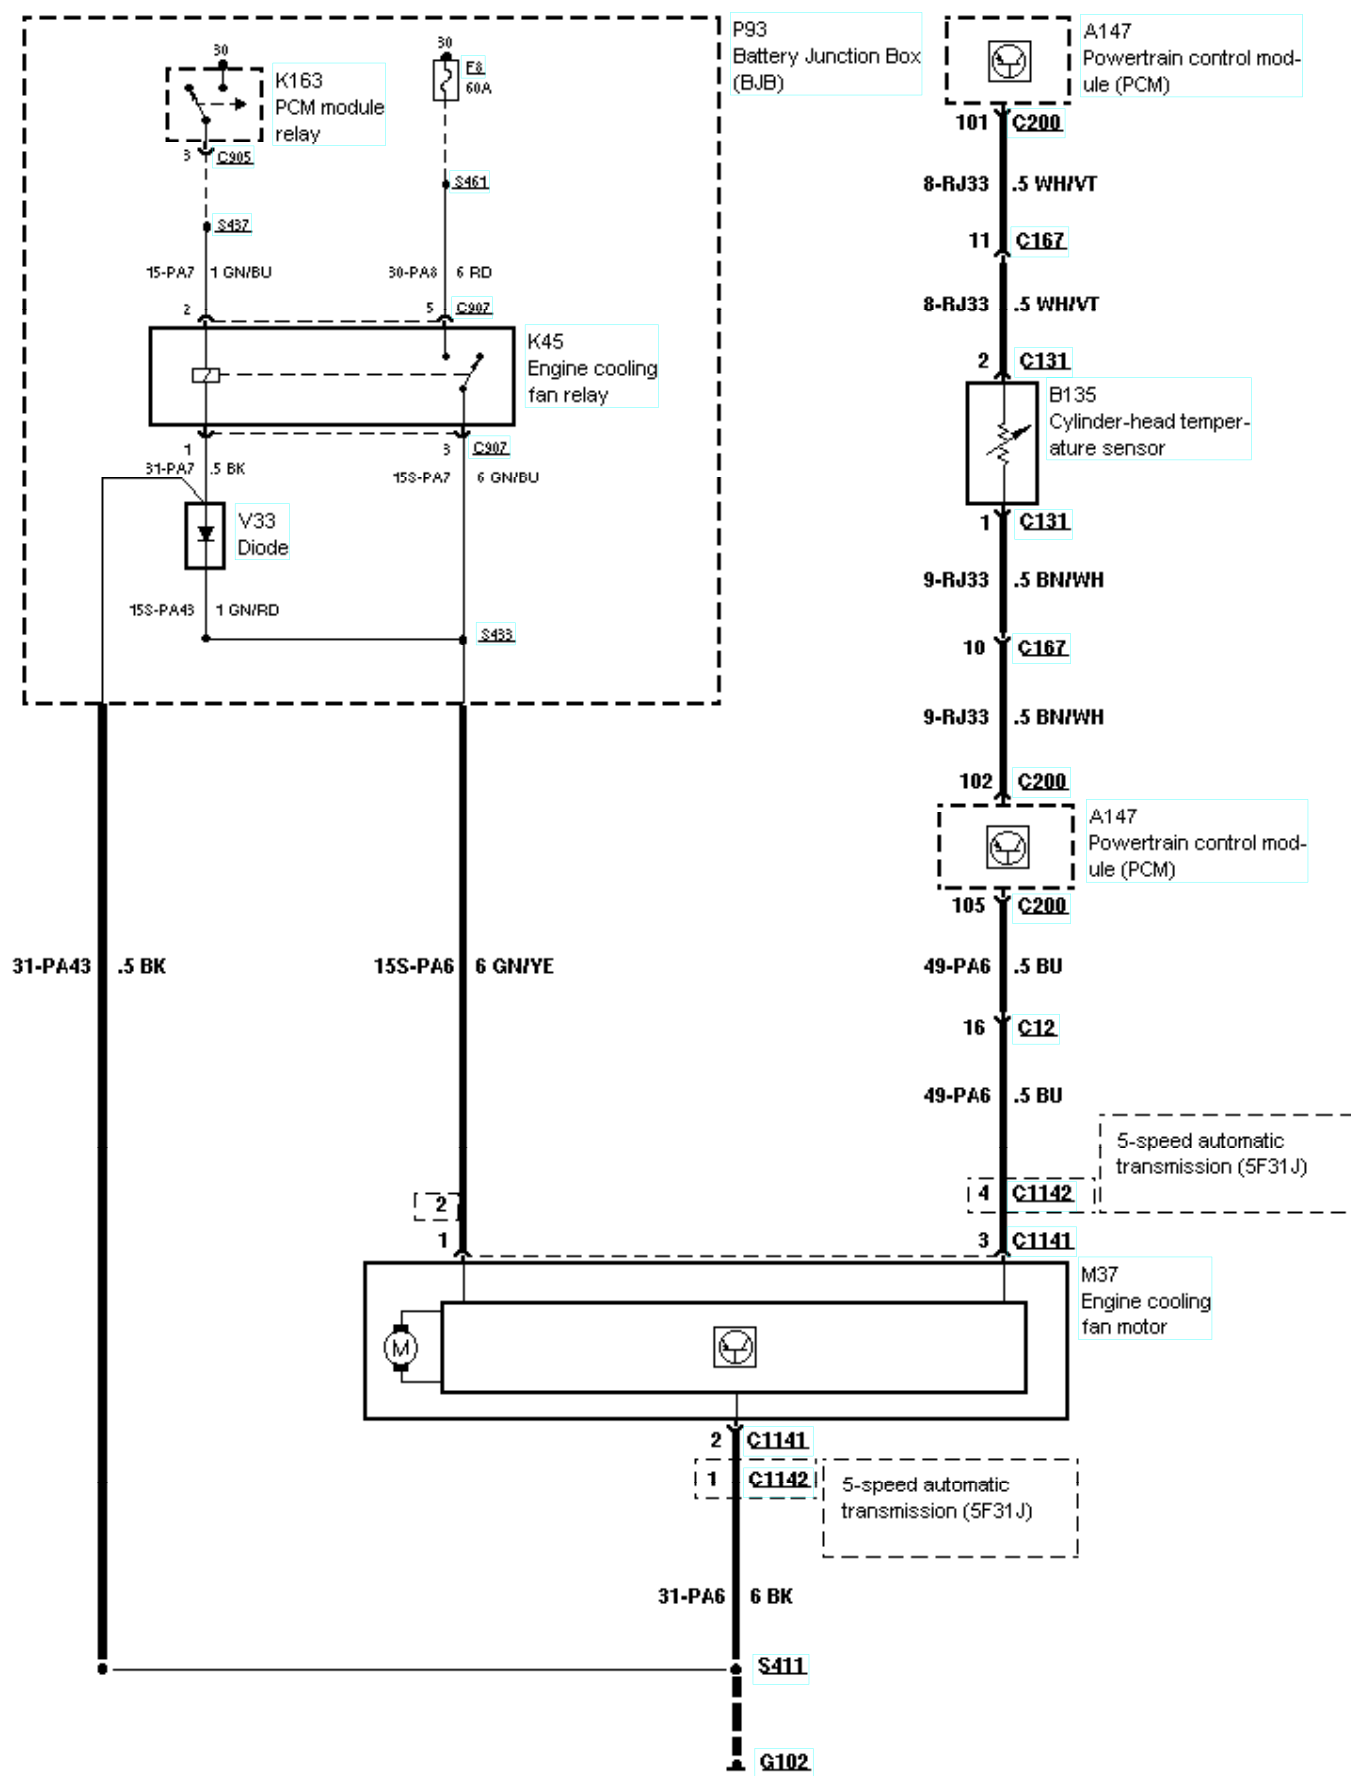 P93
Battery Junction Box
(BJB)
30
K163
PCM module
relay
3 C905
S437
15-PA7 1 GN/BU
30
F8
60A
S461
30-PA8 6 RD
2
5 C907
K45
Engine cooling
fan relay
1
3 C907
31-PA7 .5 BK
15S-PA7 6 GN/BU
V33
Diode
15S-PA43 1 GN/RD
S433
31-PA43 .5 BK
15S-PA6 6 GN/YE
A147
Powertrain control mod-
ule (PCM)
101 C200
8-RJ33 .5 WH/VT
11 C167
8-RJ33 .5 WH/VT
2 C131
B135
Cylinder-head temper-
ature sensor
1 C131
9-RJ33 .5 BN/WH
10 C167
9-RJ33 .5 BN/WH
102 C200
A147
Powertrain control mod-
ule (PCM)
105 C200
49-PA6 .5 BU
16 C12
49-PA6 .5 BU
5-speed automatic
transmission (5F31J)
2
4 C1142
1
3 C1141
M37
Engine cooling
fan motor
M
2 C1141
1 C1142
5-speed automatic
transmission (5F31J)
31-PA6 6 BK
S411
G102